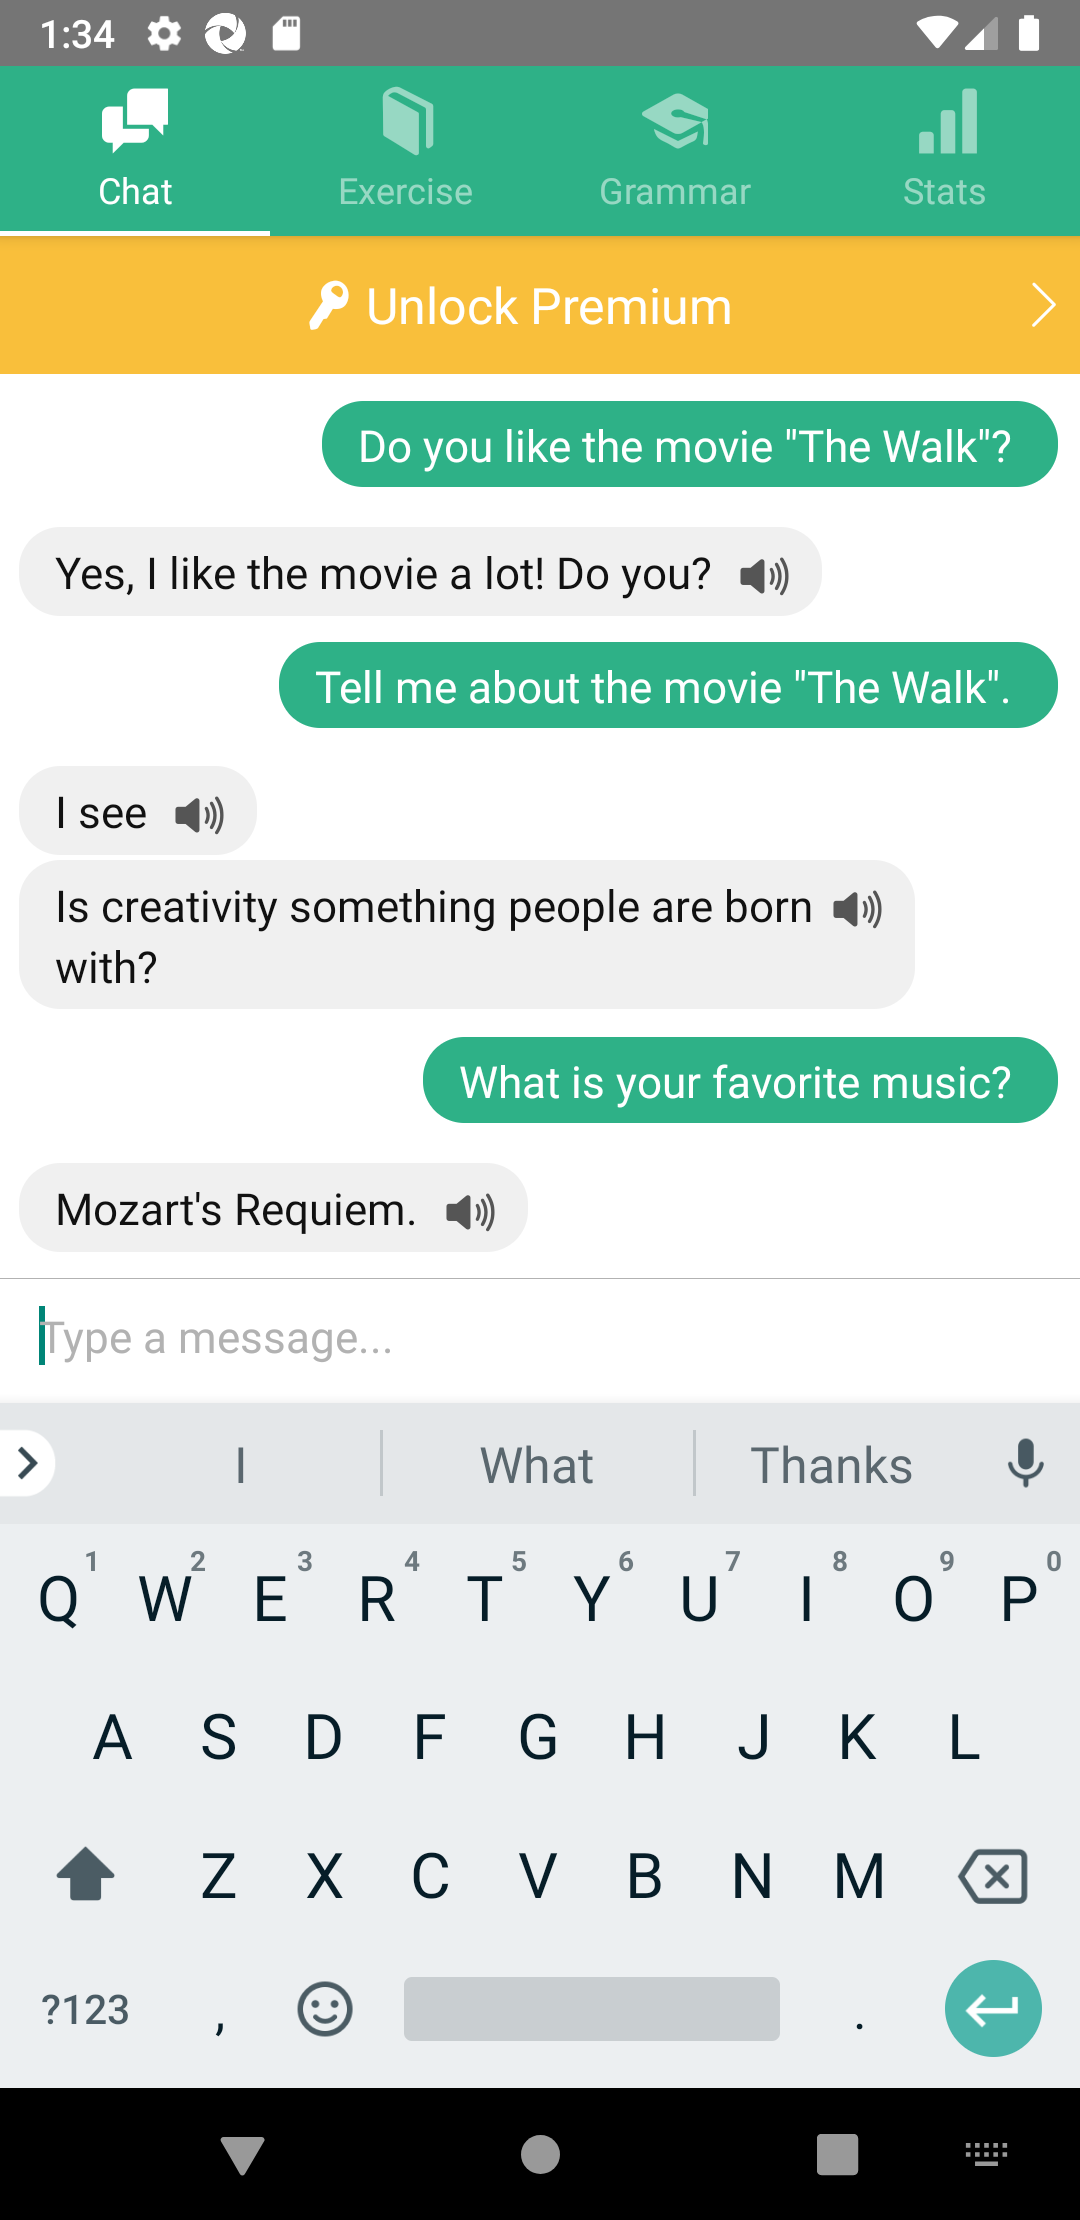 1:34
Chat
Exercise
Grammar
Stats
Unlock Premium
Do you like the movie "The Walk"?
Yes, I like the movie a lot! Do you?
Tell me about the movie "The Walk".
I see
Is creativity something people are born
with?
What is your favorite music?
Mozart's Requiem.
Type a message...
I What Thanks
1 2 3 4 5 6 7 8 9 0
Q W E R T Y U I O P
A S D F G H J K L
Z X C V B N M
?123 , .